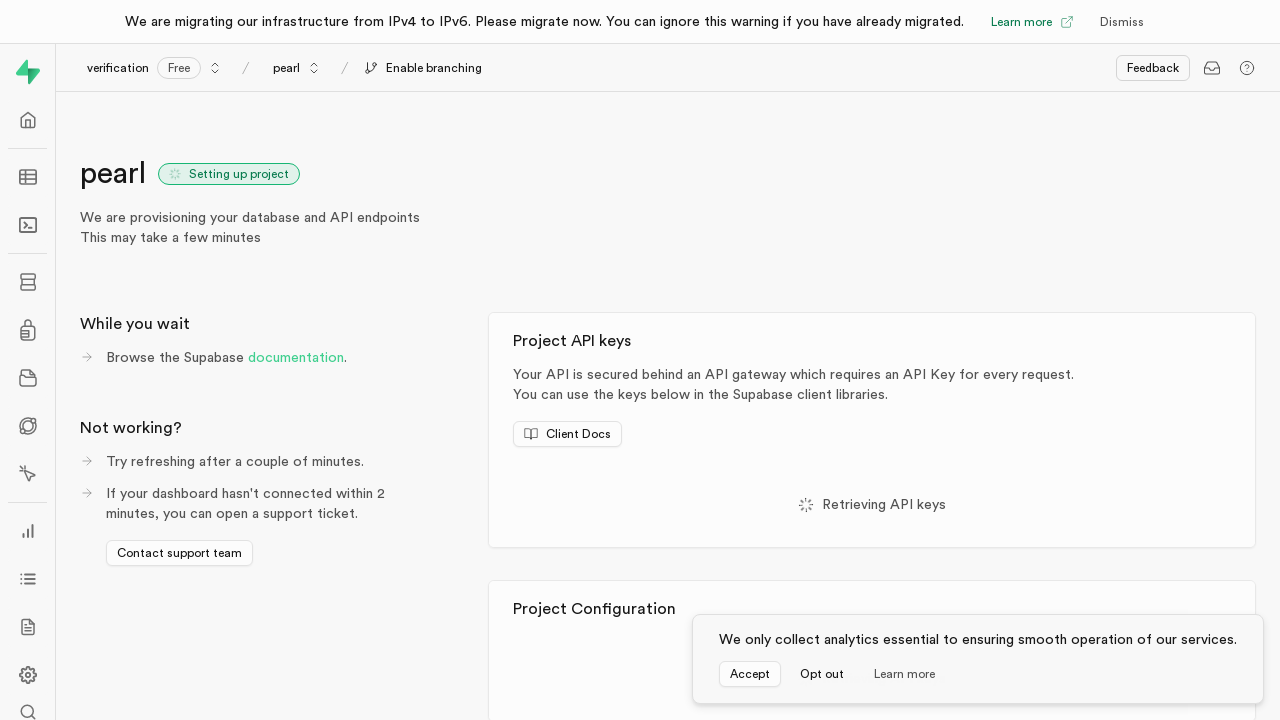 We are migrating our infrastructure from IPv4 to IPv6. Please migrate now. You can ignore this warning if you have already migrated. Learn more Dismiss
verification Free / pearl / Enable branching Feedback
pearl Setting up project
We are provisioning your database and API endpoints
This may take a few minutes
While you wait
Browse the Supabase documentation.
Not working?
Try refreshing after a couple of minutes.
If your dashboard hasn't connected within 2
minutes, you can open a support ticket.
Contact support team
Project API keys
Your API is secured behind an API gateway which requires an API Key for every request.
You can use the keys below in the Supabase client libraries.
Client Docs
Retrieving API keys
Project Configuration
We only collect analytics essential to ensuring smooth operation of our services.
Accept Opt out Learn more